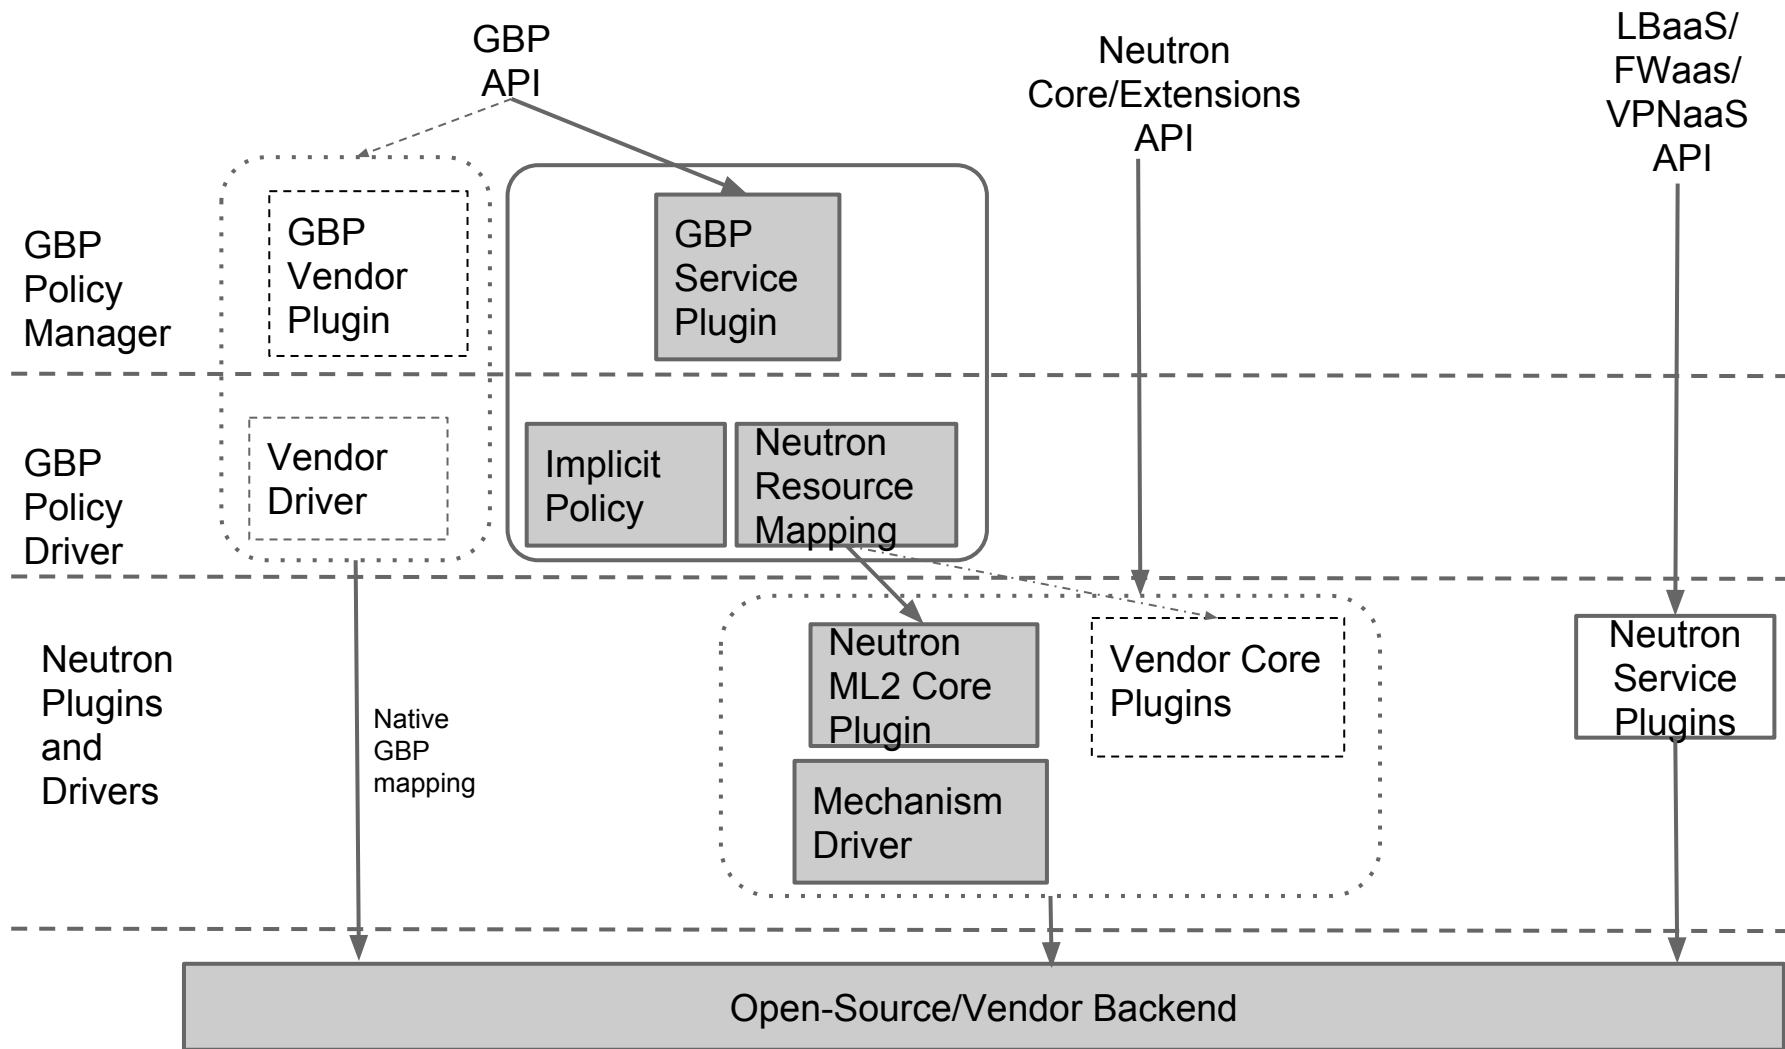 GBP
API
Neutron
Core/Extensions
API
LBaaS/
FWaas/
VPNaaS
API
GBP
Policy
Manager
GBP
Vendor
Plugin
GBP
Service
Plugin
GBP
Policy
Driver
Vendor
Driver
Implicit
Policy
Neutron
Resource
Mapping
Neutron
Plugins
and
Drivers
Native
GBP
mapping
Neutron
ML2 Core
Plugin
Vendor Core
Plugins
Neutron
Service
Plugins
Mechanism
Driver
Open-Source/Vendor Backend